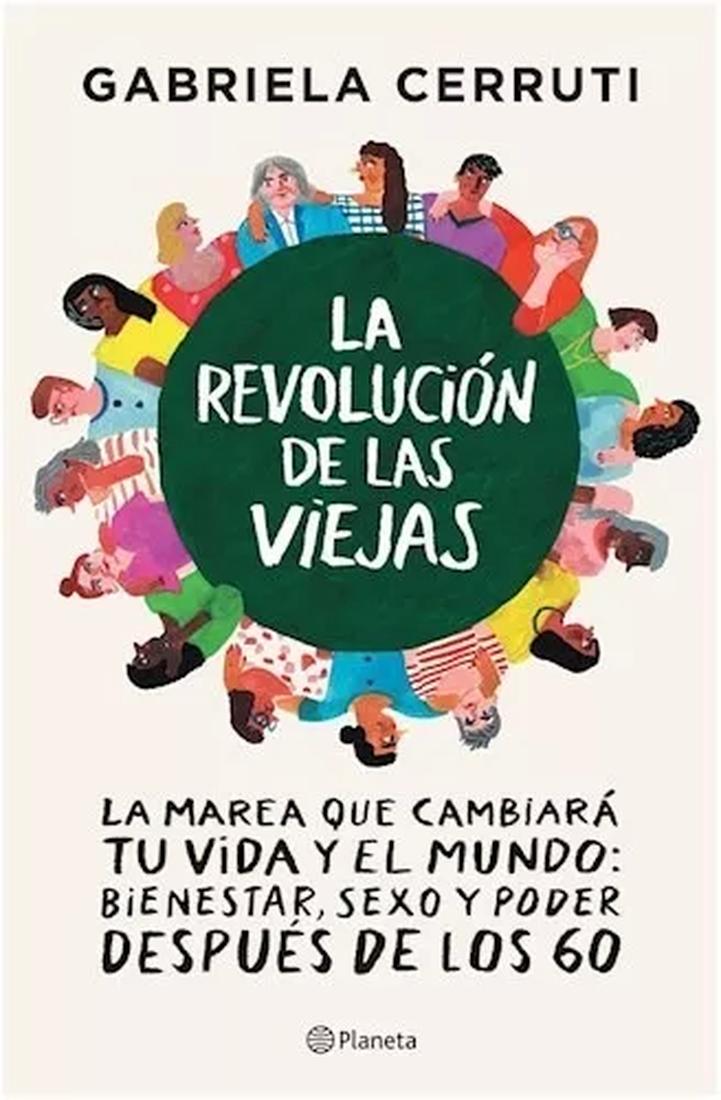 GABRIELA CERRUTI
LA
REVOLUCIÓN
DE LAS
VIEJAS
LA MAREA QUE CAMBIARÁ
TU VIDA Y EL MUNDO:
BIENESTAR, SEXO Y PODER
DESPUÉS DE LOS 60
Planeta